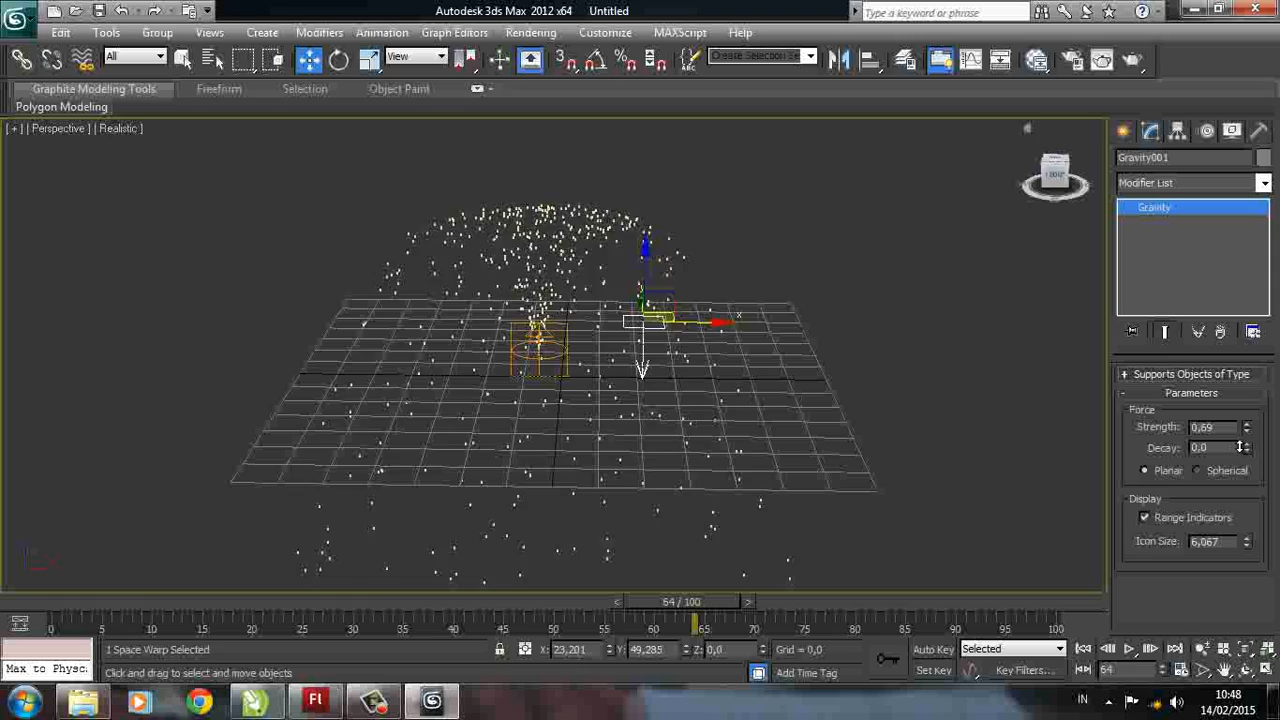 Autodesk 3ds Max 2012 x64 Untitled
Type a keyword or phrase
Edit Tools Group Views Create Modifiers Animation Graph Editors Rendering Customize MAXScript Help
All View Create Selection Se
Graphite Modeling Tools Freeform Selection Object Paint
Polygon Modeling
[ + ] [ Perspective ] [ Realistic ]
x
Gravity001
Modifier List
Gravity
+ Supports Objects of Type
- Parameters
Force
Strength: 0,69
Decay: 0,0
Planar Spherical
Display
Range Indicators
Icon Size: 6,067
< 64 / 100 >
0 5 10 15 20 25 30 35 40 45 50 55 60 65 70 75 80 85 90 95 100
1 Space Warp Selected X: 23,201 Y: 49,285 Z: 0,0 Grid = 0,0 Auto Key Selected
Max to Physc. Click and drag to select and move objects Add Time Tag Set Key Key Filters... 64
Fl IN 10:48
14/02/2015